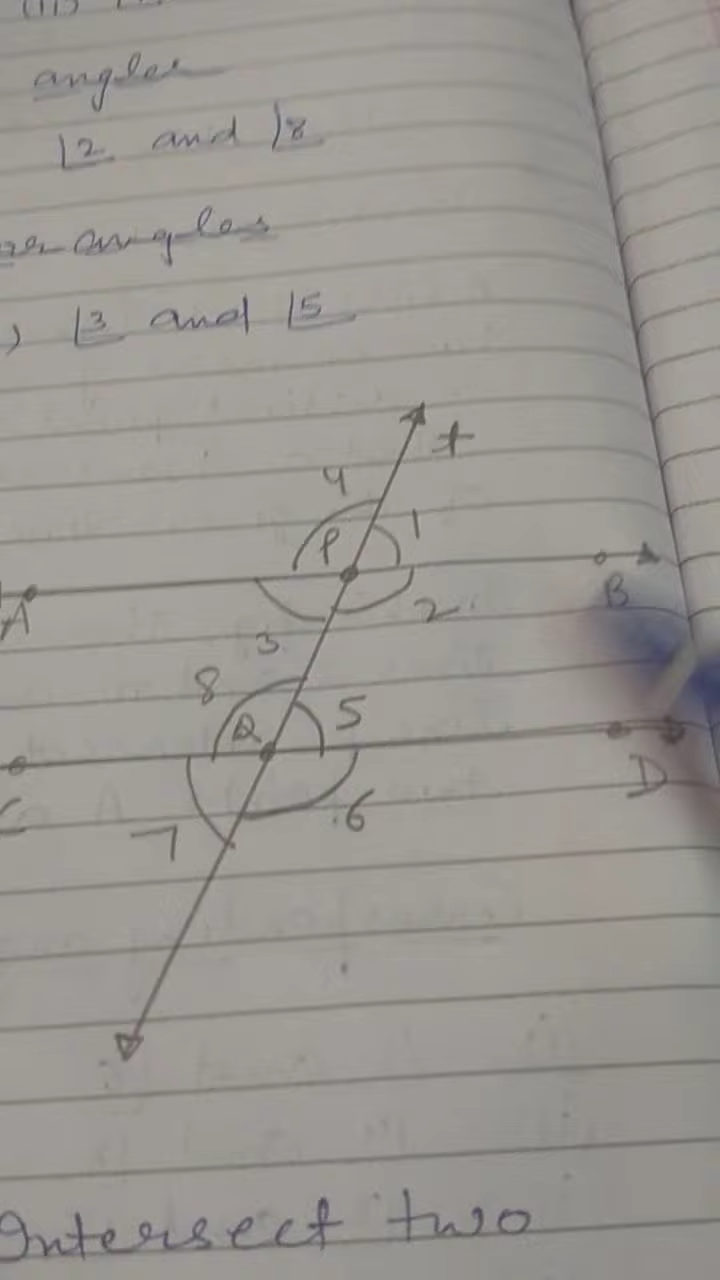 angles
∠2 and ∠8
angles
) ∠3 and ∠5
t
4
P 1
B
A
2
3
8
Q 5
D
C
6
7
Intersect two